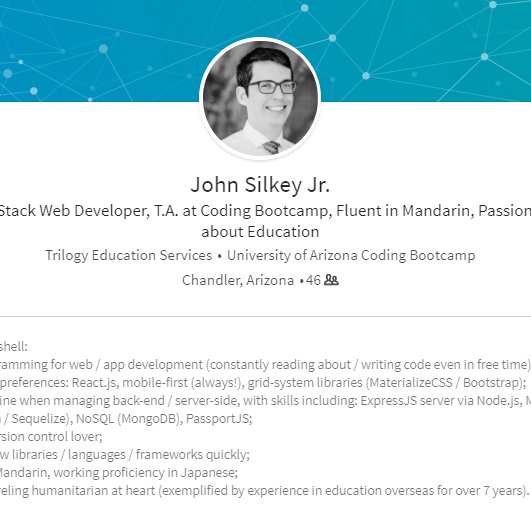 John Silkey Jr.
Stack Web Developer, T.A. at Coding Bootcamp, Fluent in Mandarin, Passion
about Education
Trilogy Education Services • University of Arizona Coding Bootcamp
Chandler, Arizona • 46
shell:
ramming for web / app development (constantly reading about / writing code even in free time)
preferences: React.js, mobile-first (always!), grid-system libraries (MaterializeCSS / Bootstrap);
ine when managing back-end / server-side, with skills including: ExpressJS server via Node.js, M
/ Sequelize), NoSQL (MongoDB), PassportJS;
rsion control lover;
w libraries / languages / frameworks quickly;
Mandarin, working proficiency in Japanese;
veling humanitarian at heart (exemplified by experience in education overseas for over 7 years).